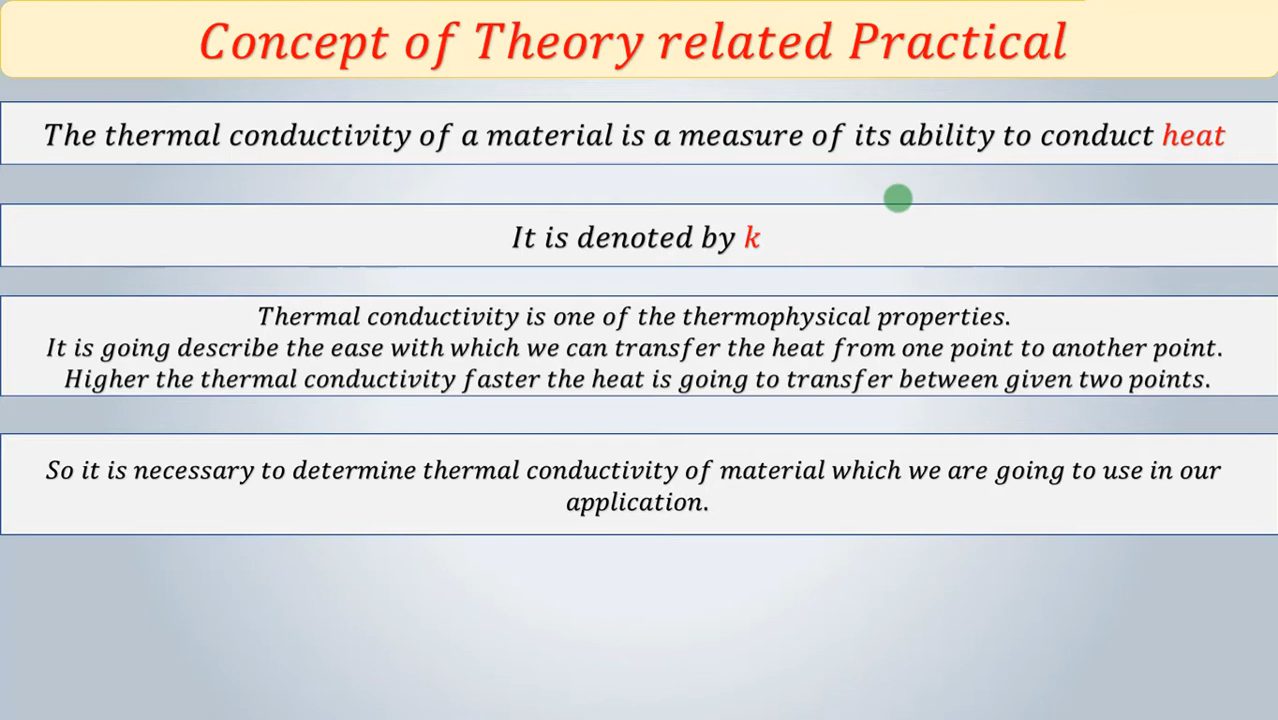 Concept of Theory related Practical
The thermal conductivity of a material is a measure of its ability to conduct heat
It is denoted by k
Thermal conductivity is one of the thermophysical properties.
It is going describe the ease with which we can transfer the heat from one point to another point.
Higher the thermal conductivity faster the heat is going to transfer between given two points.
So it is necessary to determine thermal conductivity of material which we are going to use in our
application.